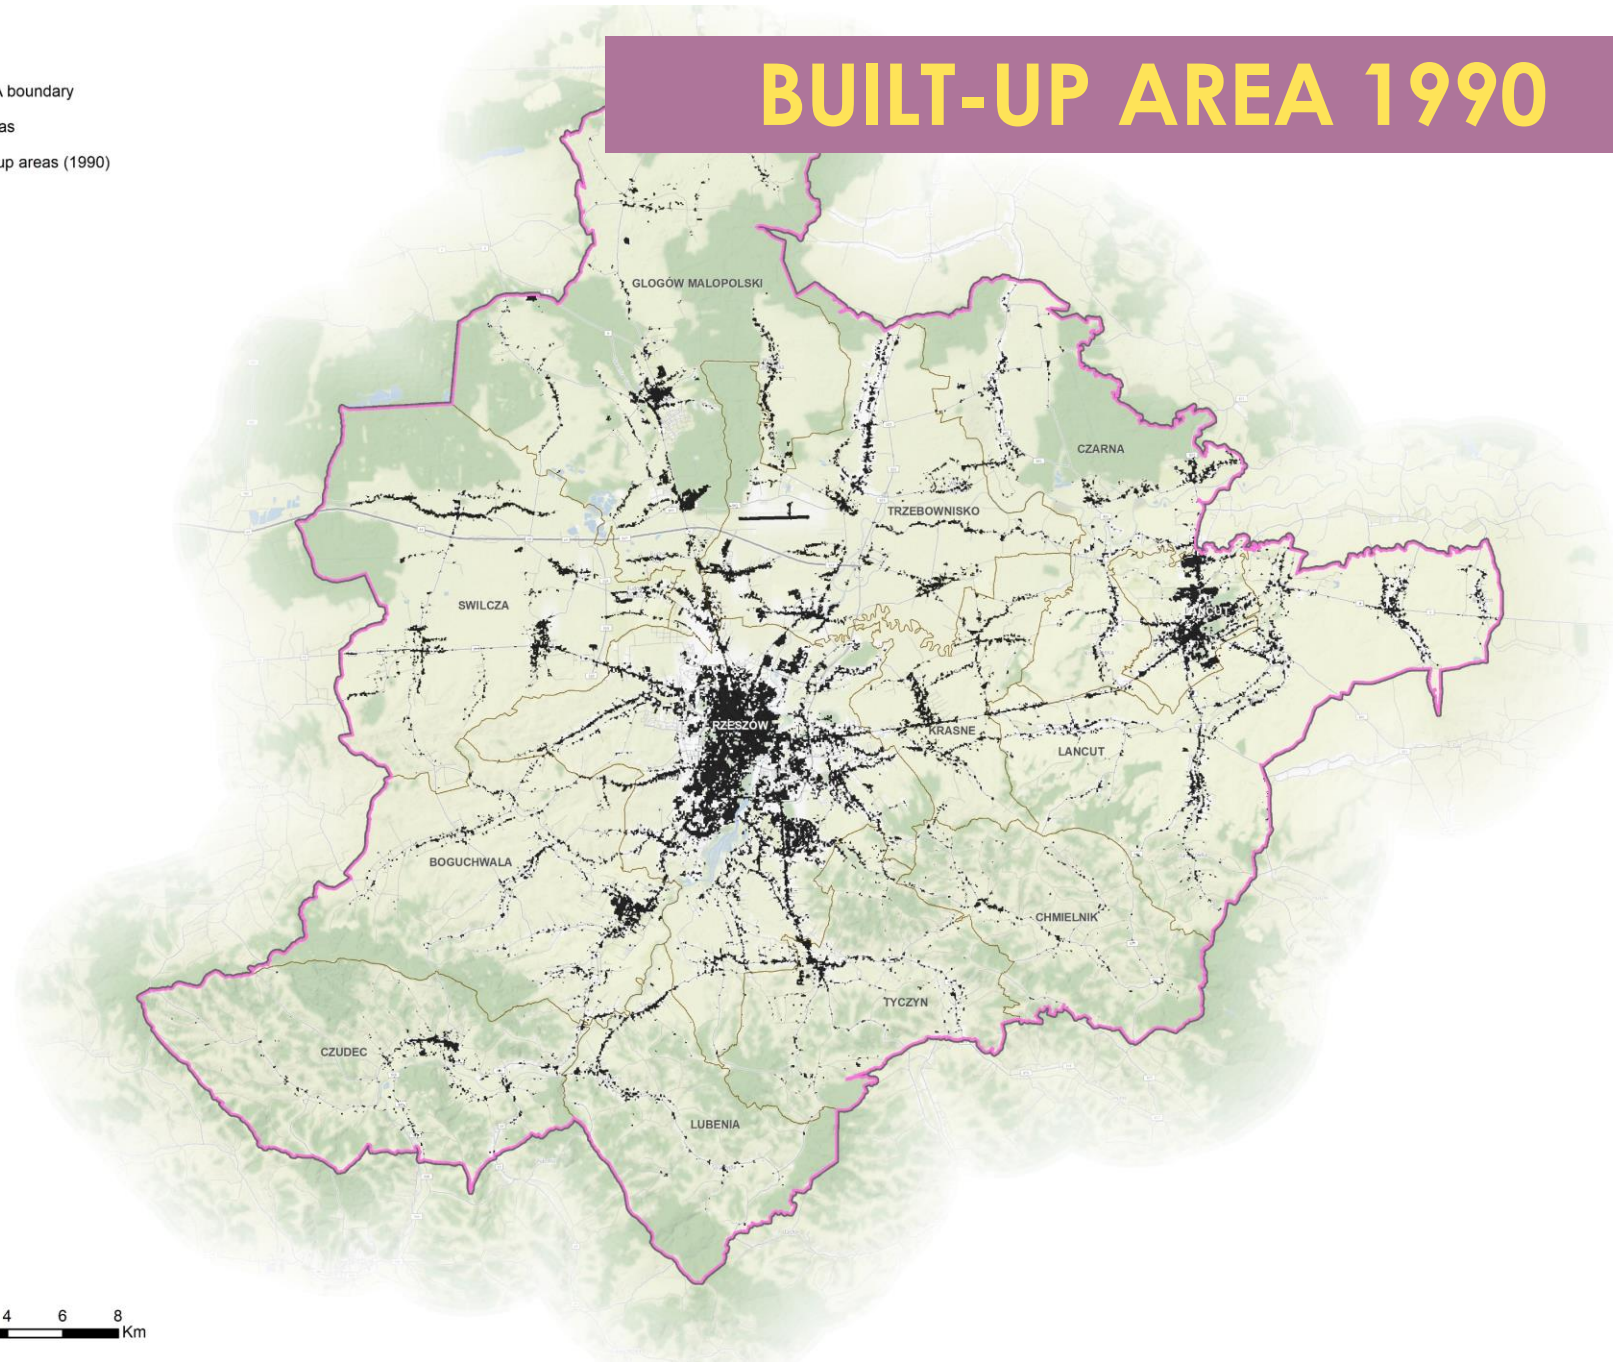 BUILT-UP AREA 1990
boundary
as
up areas (1990)
GLOGÓW MALOPOLSKI
CZARNA
TRZEBOWNISKO
SWILCZA
RZESZÓW
KRASNE
LANCUT
BOGUCHWALA
CHMIELNIK
TYCZYN
CZUDEC
LUBENIA
4 6 8
Km